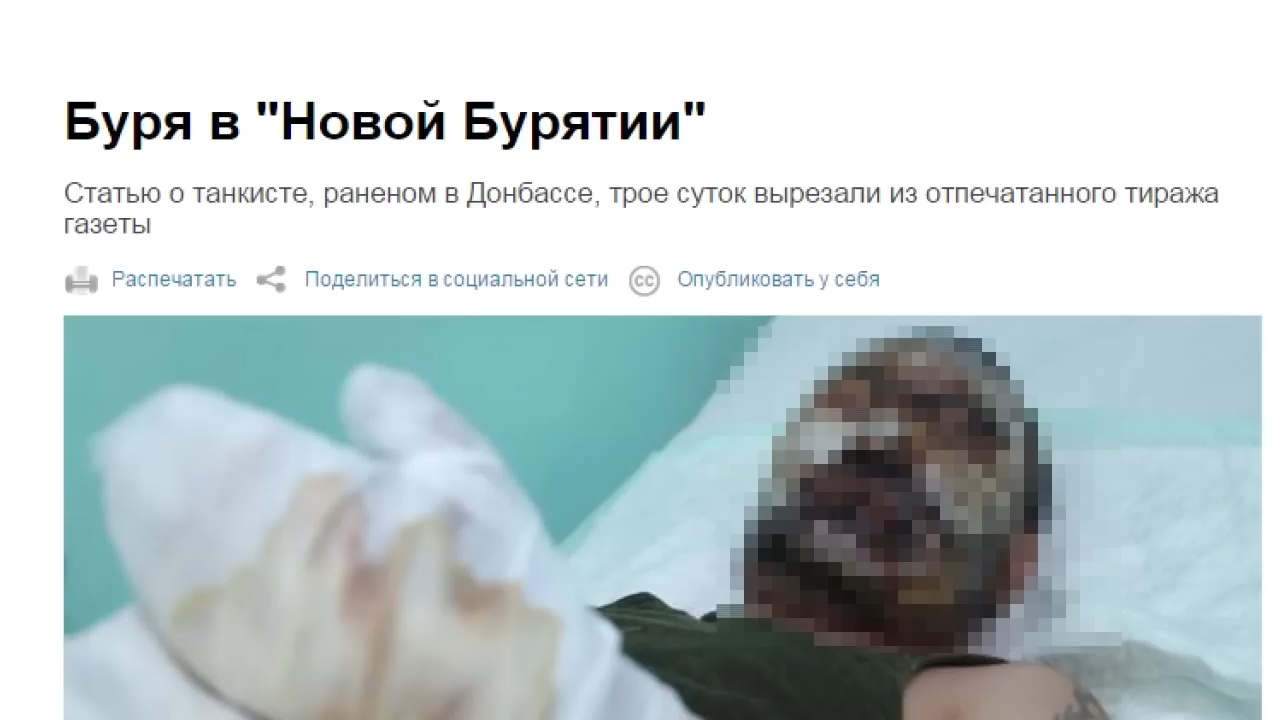 Буря в "Новой Бурятии"
Статью о танкисте, раненом в Донбассе, трое суток вырезали из отпечатанного тиража
газеты
Распечатать Поделиться в социальной сети cc Опубликовать у себя